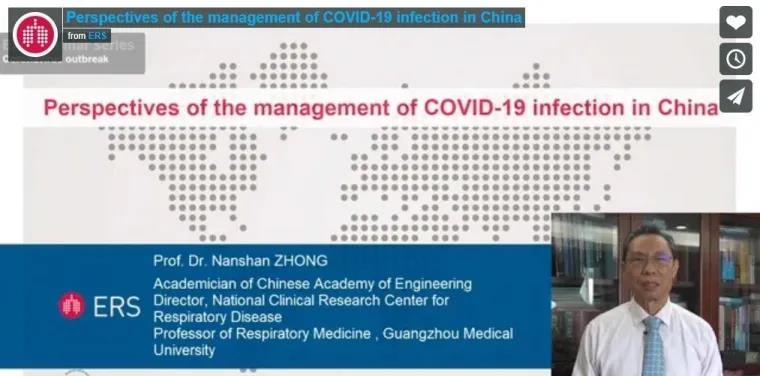 Perspectives of the management of COVID-19 infection in China
from ERS
outbreak
Perspectives of the management of COVID-19 infection in China
Prof. Dr. Nanshan ZHONG
Academician of Chinese Academy of Engineering
Director, National Clinical Research Center for
Respiratory Disease
Professor of Respiratory Medicine , Guangzhou Medical
University
ERS